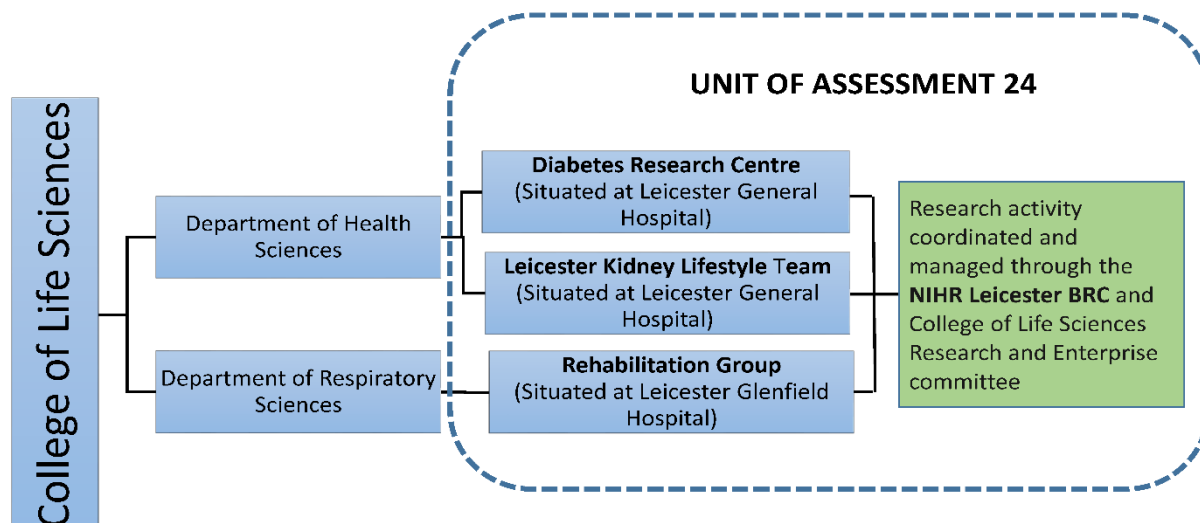 UNIT OF ASSESSMENT 24
College of Life Sciences
Department of Health
Sciences
Department of Respiratory
Sciences
Diabetes Research Centre
(Situated at Leicester General
Hospital)
Leicester Kidney Lifestyle Team
(Situated at Leicester General
Hospital)
Rehabilitation Group
(Situated at Leicester Glenfield
Hospital)
Research activity
coordinated and
managed through the
NIHR Leicester BRC and
College of Life Sciences
Research and Enterprise
committee